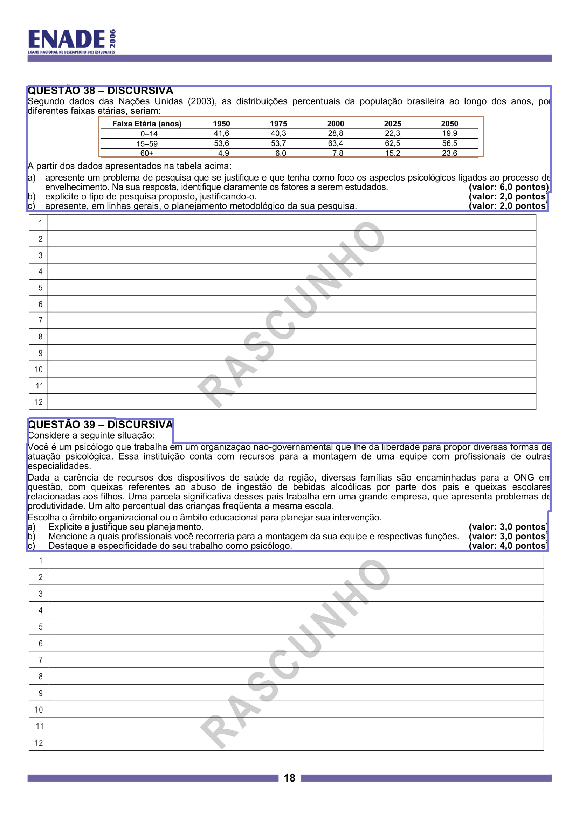 ENADE 2006
EXAME NACIONAL DE DESEMPENHO DOS ESTUDANTES
QUESTÃO 38 – DISCURSIVA
Segundo dados das Nações Unidas (2003), as distribuições percentuais da população brasileira ao longo dos anos, por
diferentes faixas etárias, seriam:
Faixa Etária (anos) 1950 1975 2000 2025 2050
0–14 41,6 40,3 28,8 22,3 19,9
15–59 53,6 53,7 63,4 62,5 56,5
60+ 4,9 6,0 7,8 15,2 23,6
A partir dos dados apresentados na tabela acima:
a) apresente um problema de pesquisa que se justifique e que tenha como foco os aspectos psicológicos ligados ao processo de
envelhecimento. Na sua resposta, identifique claramente os fatores a serem estudados. (valor: 6,0 pontos)
b) explicite o tipo de pesquisa proposto, justificando-o. (valor: 2,0 pontos)
c) apresente, em linhas gerais, o planejamento metodológico da sua pesquisa. (valor: 2,0 pontos)
1
2
3
4
5
6
7
8
9
10
11
12
RASCUNHO
QUESTÃO 39 – DISCURSIVA
Considere a seguinte situação:
Você é um psicólogo que trabalha em um organização não-governamental que lhe dá liberdade para propor diversas formas de
atuação psicológica. Essa instituição conta com recursos para a montagem de uma equipe com profissionais de outras
especialidades.
Dada a carência de recursos dos dispositivos de saúde da região, diversas famílias são encaminhadas para a ONG em
questão, com queixas referentes ao abuso de ingestão de bebidas alcoólicas por parte dos pais e queixas escolares
relacionadas aos filhos. Uma parcela significativa desses pais trabalha em uma grande empresa, que apresenta problemas de
produtividade. Um alto percentual das crianças freqüenta a mesma escola.
Escolha o âmbito organizacional ou o âmbito educacional para planejar sua intervenção.
a) Explicite e justifique seu planejamento. (valor: 3,0 pontos)
b) Mencione a quais profissionais você recorreria para a montagem da sua equipe e respectivas funções. (valor: 3,0 pontos)
c) Destaque a especificidade do seu trabalho como psicólogo. (valor: 4,0 pontos)
1
2
3
4
5
6
7
8
9
10
11
12
RASCUNHO
18